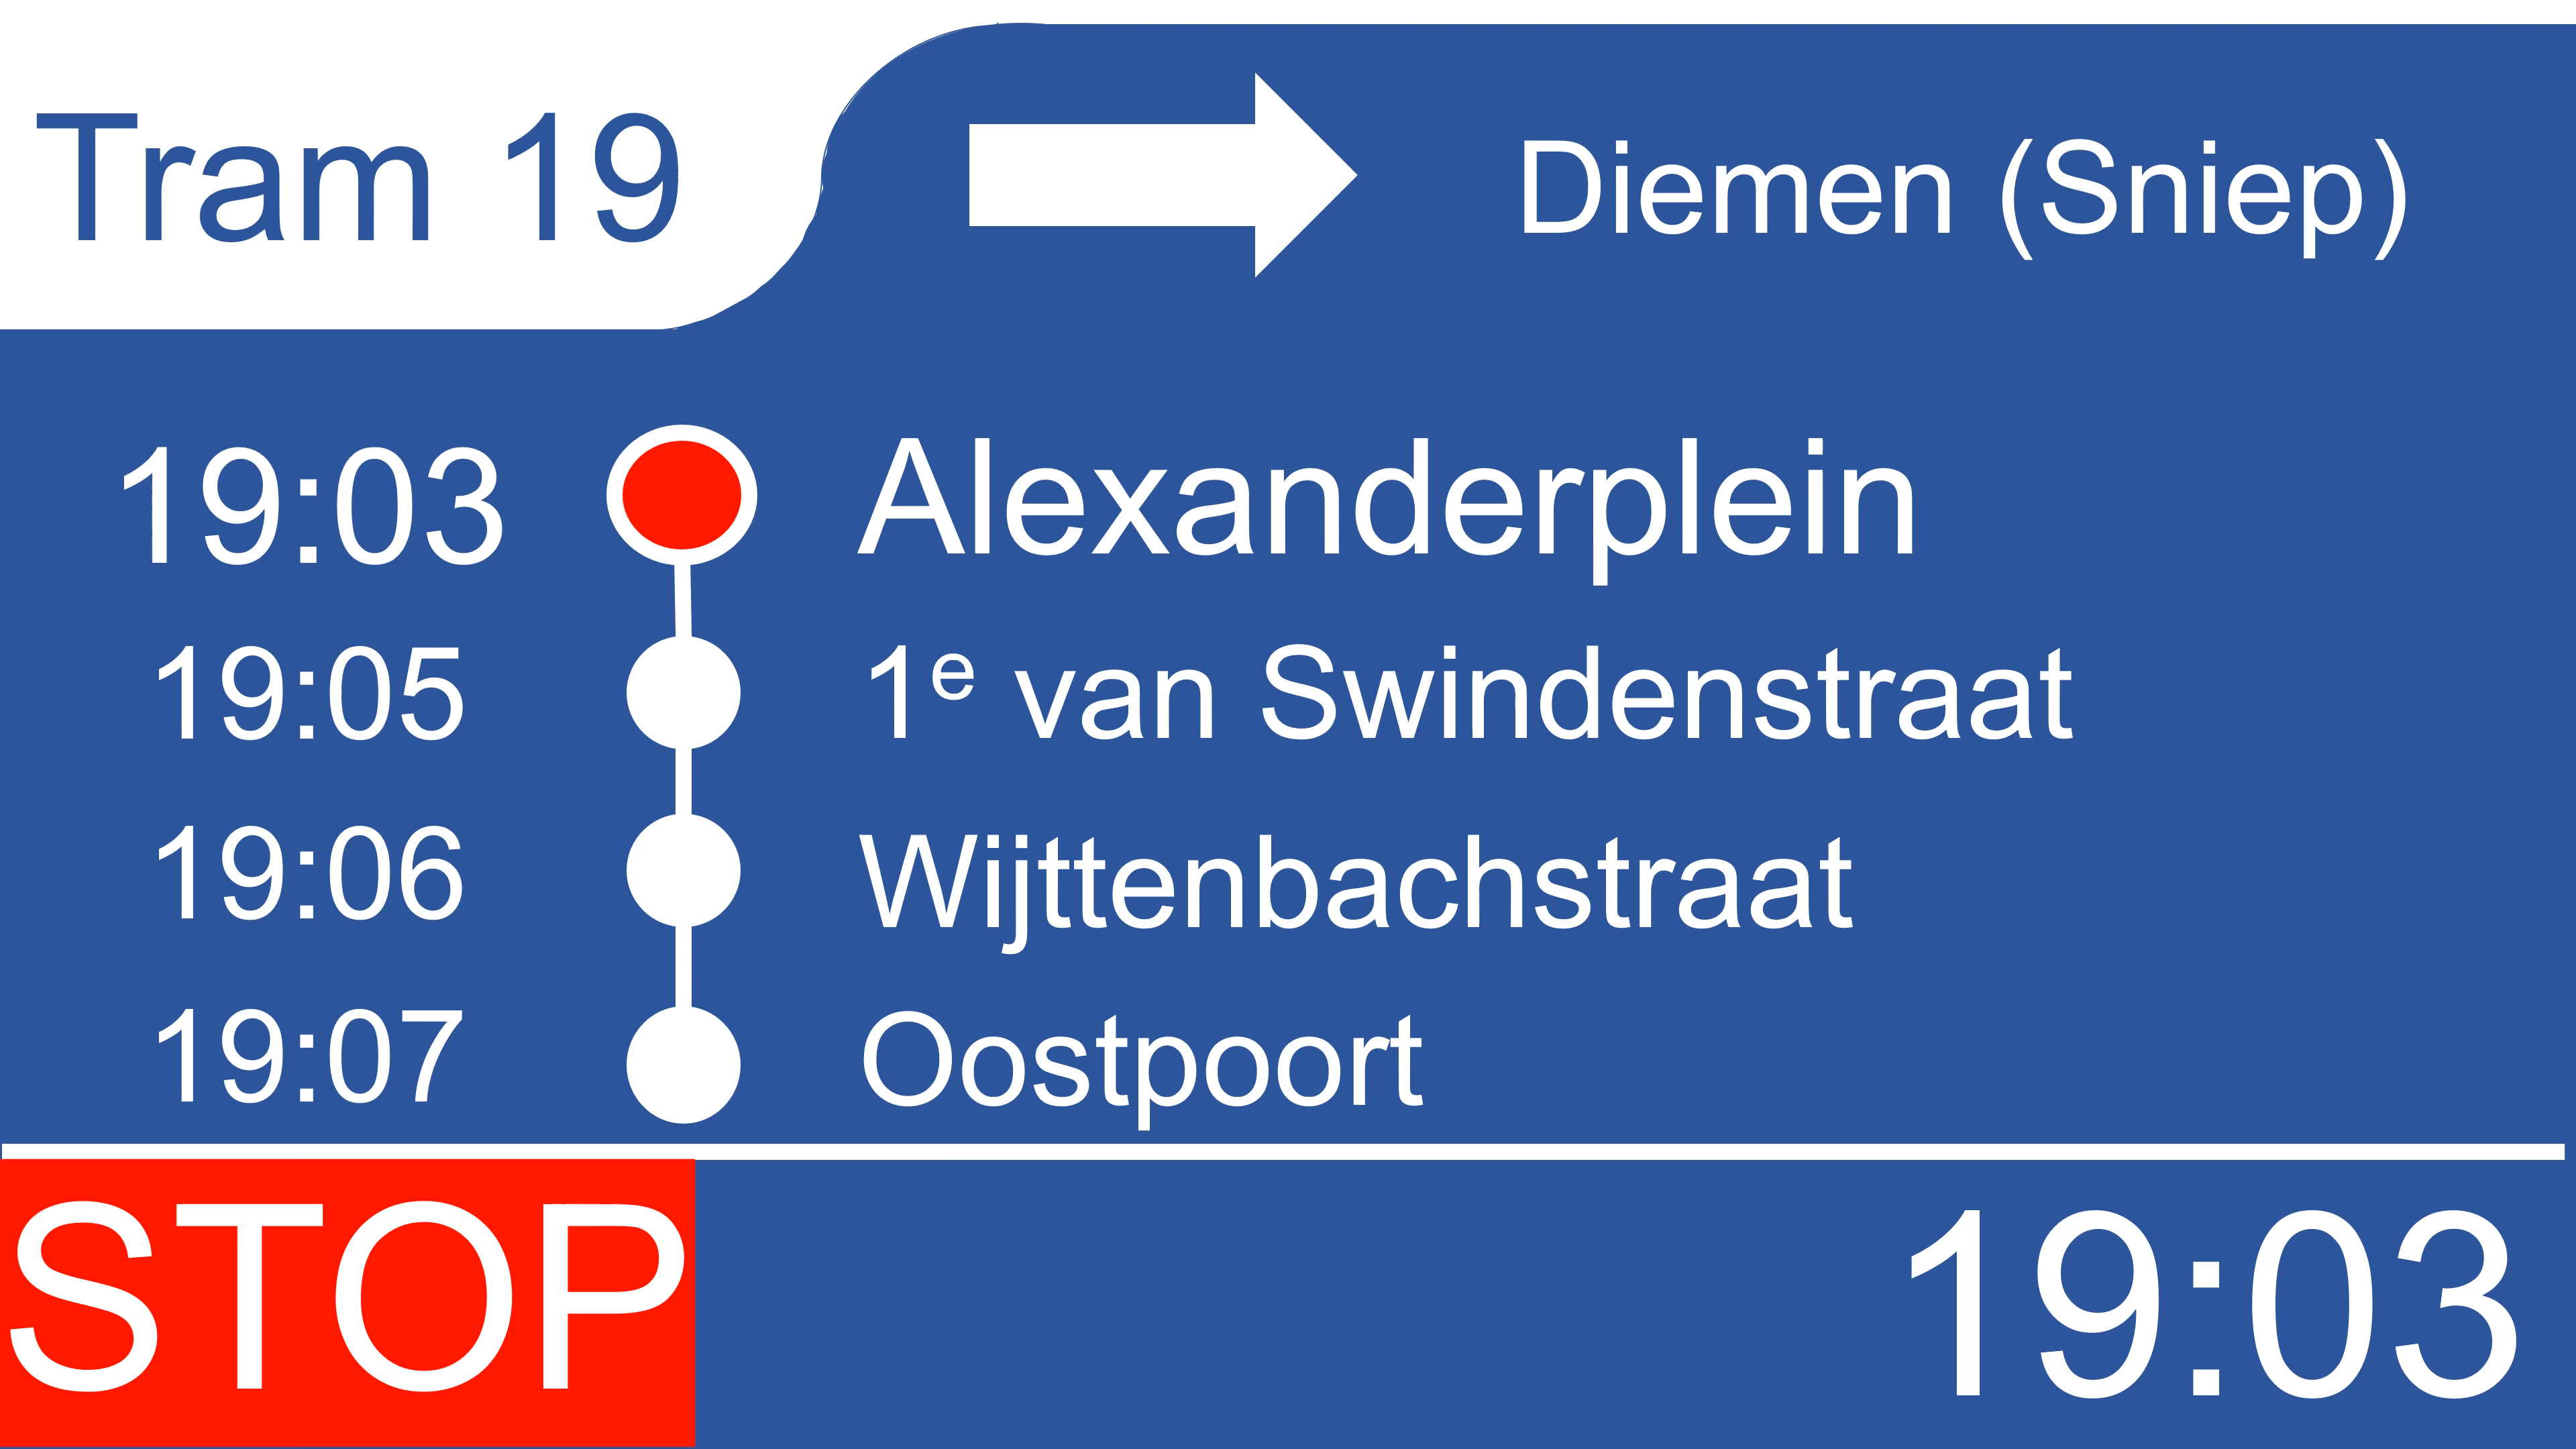 Tram 19
Diemen (Sniep)
19:03 Alexanderplein
19:05 1e van Swindenstraat
19:06 Wijttenbachstraat
19:07 Oostpoort
STOP 19:03